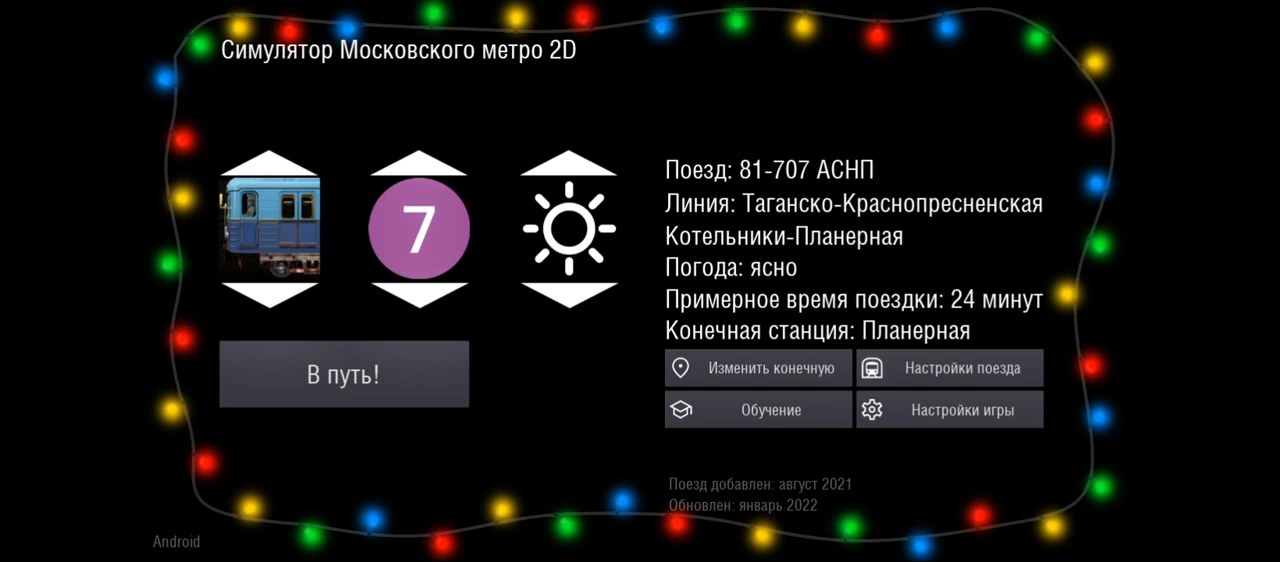 Симулятор Московского метро 2D
7
Поезд: 81-707 АСНП
Линия: Таганско-Краснопресненская
Котельники-Планерная
Погода: ясно
Примерное время поездки: 24 минут
Конечная станция: Планерная
В путь!
Изменить конечную
Настройки поезда
Обучение
Настройки игры
Поезд добавлен: август 2021
Обновлен: январь 2022
Android